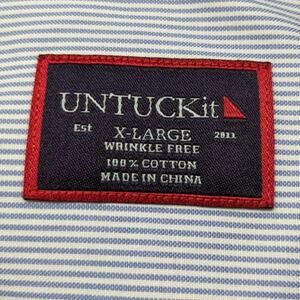 UNTUCKit
Est X-LARGE 2011
WRINKLE FREE
100% COTTON
MADE IN CHINA